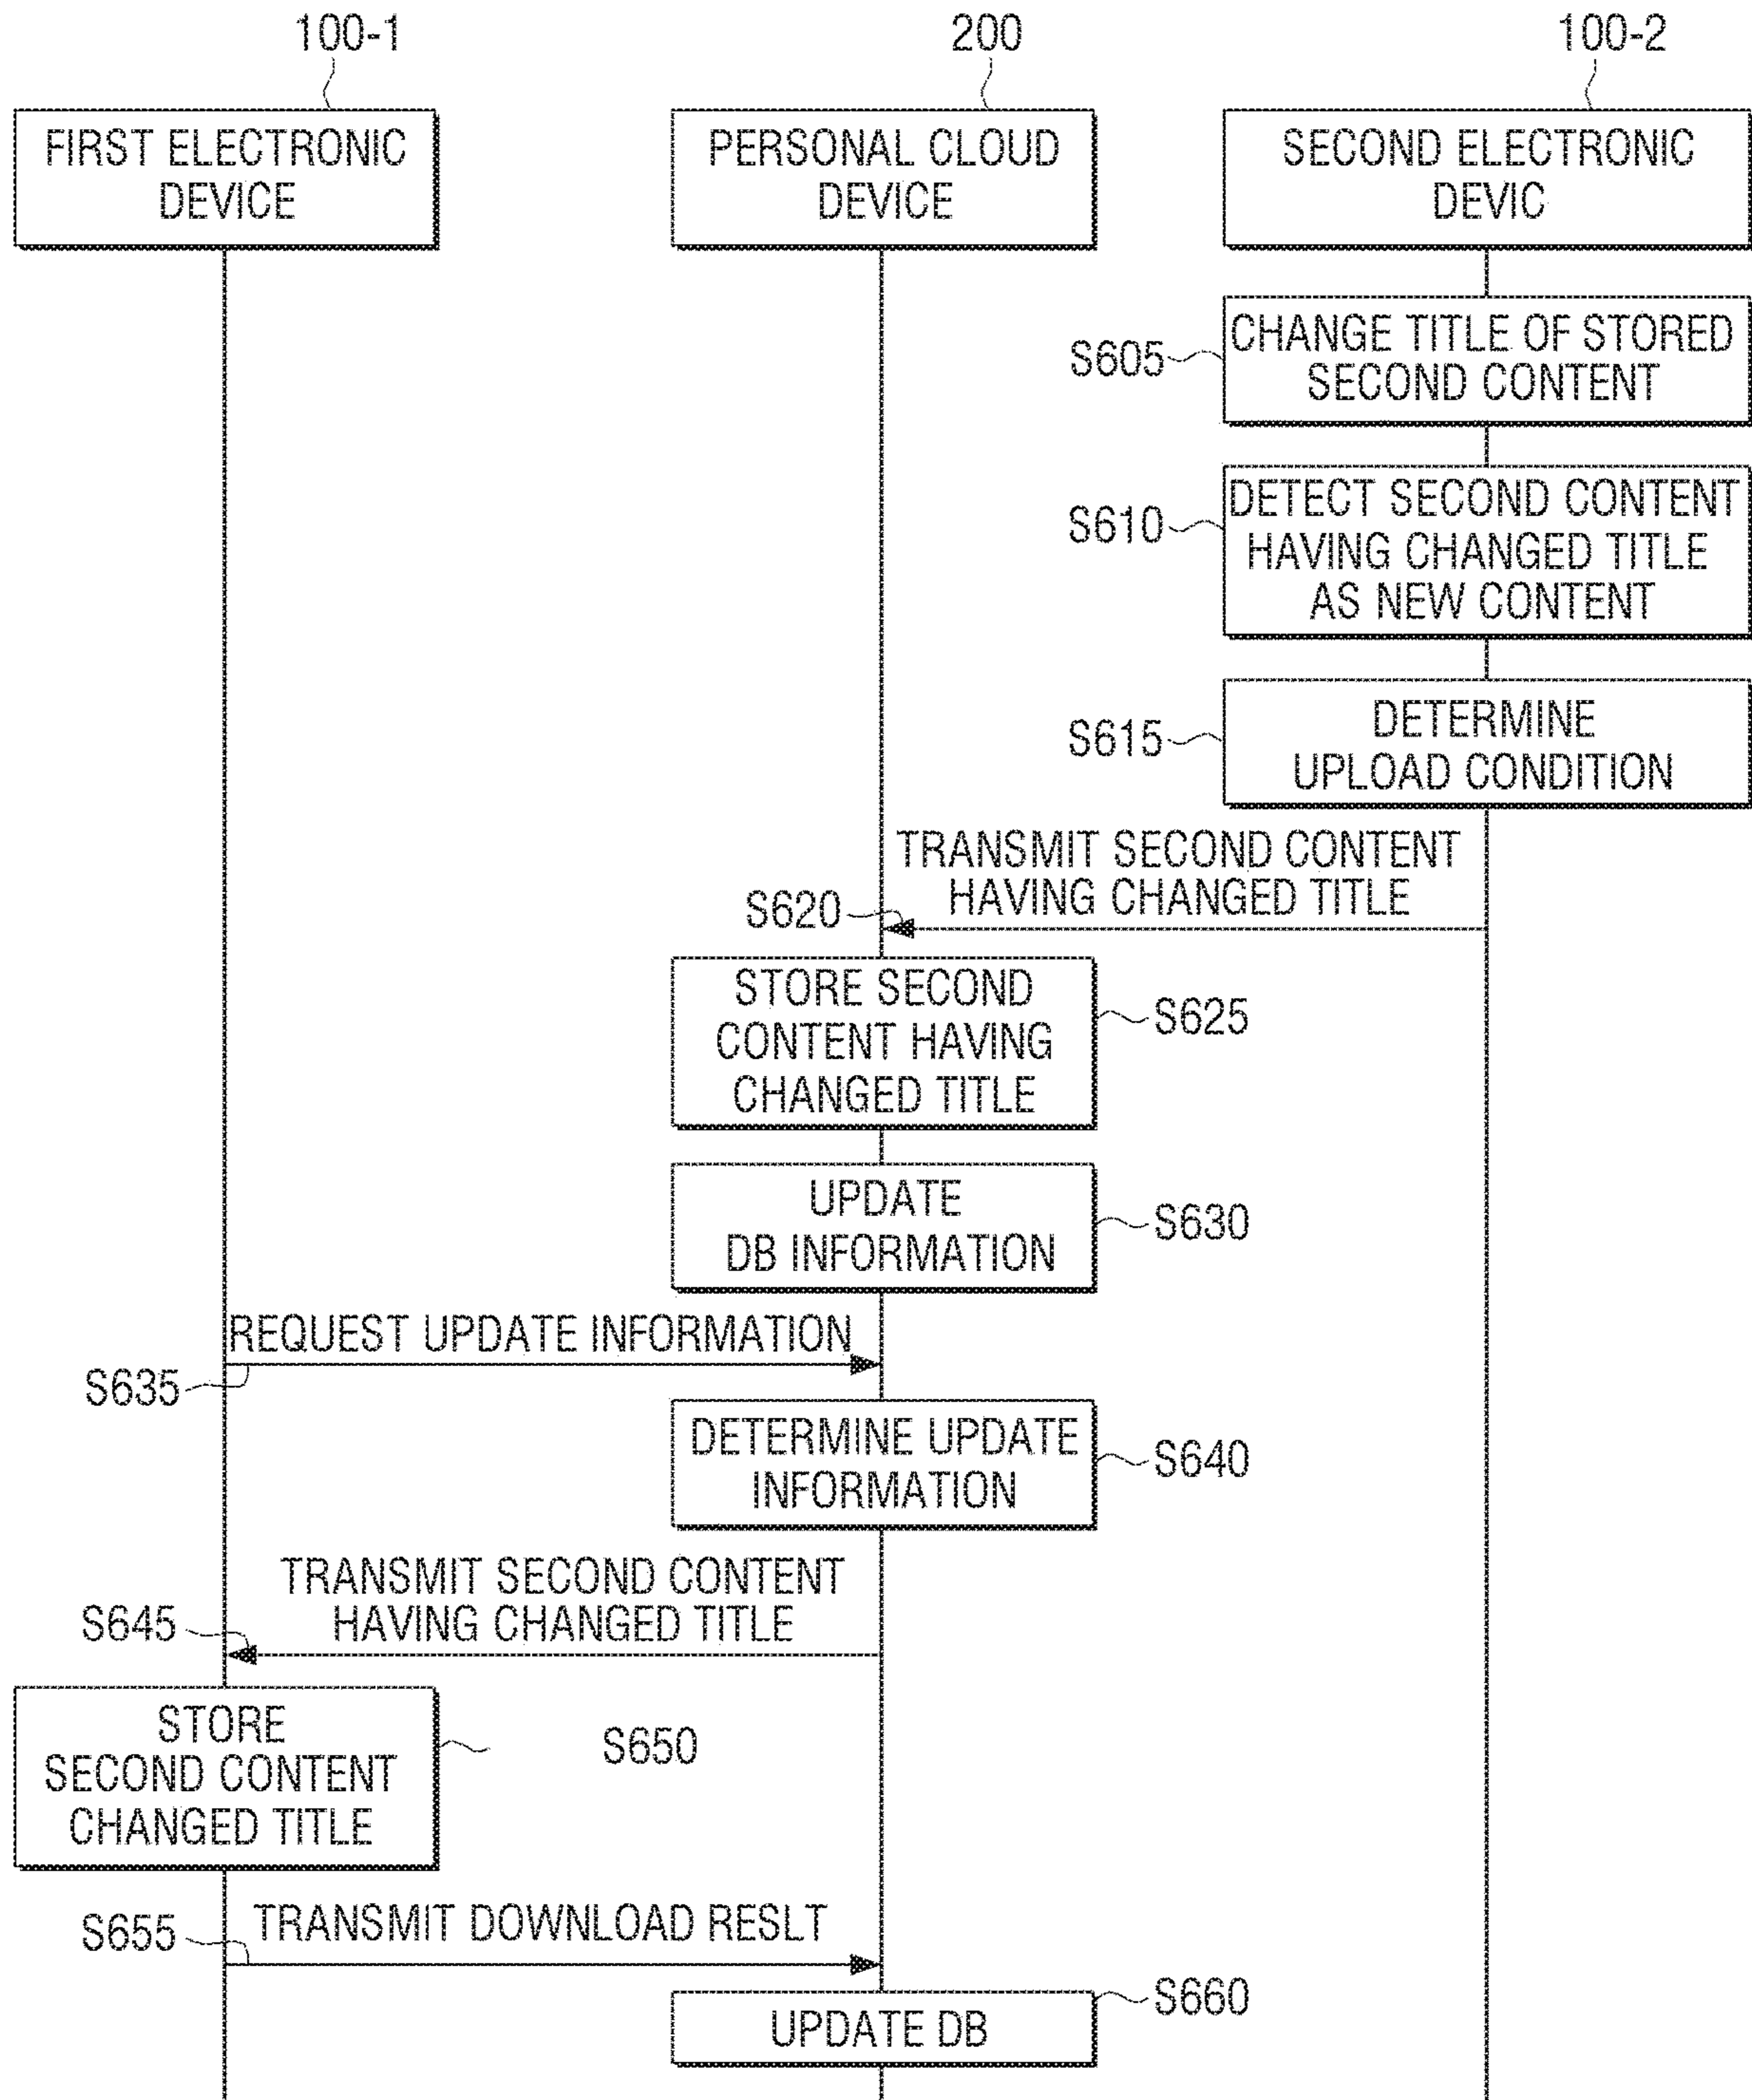 100-1
200
100-2
FIRST ELECTRONIC
DEVICE
PERSONAL CLOUD
DEVICE
SECOND ELECTRONIC
DEVIC
S605
CHANGE TITLE OF STORED
SECOND CONTENT
S610
DETECT SECOND CONTENT
HAVING CHANGED TITLE
AS NEW CONTENT
S615
DETERMINE
UPLOAD CONDITION
TRANSMIT SECOND CONTENT
HAVING CHANGED TITLE
S620
STORE SECOND
CONTENT HAVING
CHANGED TITLE
S625
UPDATE
DB INFORMATION
S630
REQUEST UPDATE INFORMATION
S635
DETERMINE UPDATE
INFORMATION
S640
TRANSMIT SECOND CONTENT
HAVING CHANGED TITLE
S645
STORE
SECOND CONTENT
CHANGED TITLE
S650
TRANSMIT DOWNLOAD RESLT
S655
UPDATE DB
S660